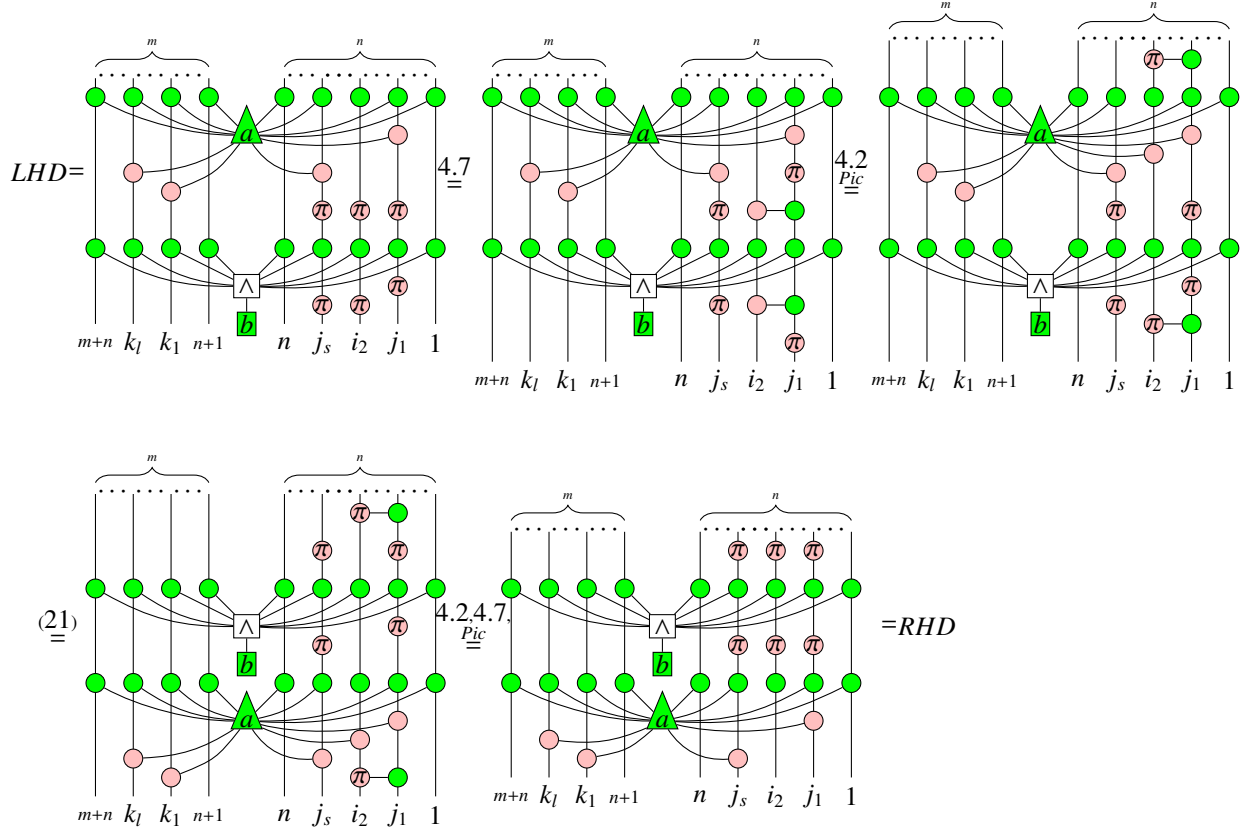 m n m n m n
a a a
LHD= 4.7 = 4.2 Pic =
π π π π π π π
∧ ∧ ∧
π π π π π π π π
b b b
m+n k_l k_1 n+1 n j_s i_2 j_1 1 m+n k_l k_1 n+1 n j_s i_2 j_1 1 m+n k_l k_1 n+1 n j_s i_2 j_1 1
m n m n
π π π π π π
(21) = ∧ π 4.2,4.7, Pic = ∧ =RHD
π π π π
b b
a a
π
m+n k_l k_1 n+1 n j_s i_2 j_1 1 m+n k_l k_1 n+1 n j_s i_2 j_1 1